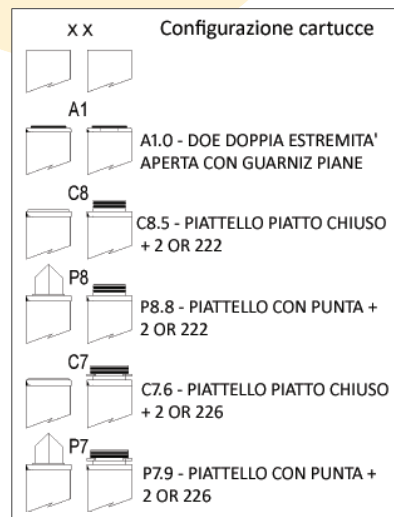 x x
Configurazione cartucce
A1
A1.0 - DOE DOPPIA ESTREMITA'
APERTA CON GUARNIZ PIANE
C8
C8.5 - PIATTELLO PIATTO CHIUSO
+ 2 OR 222
P8
P8.8 - PIATTELLO CON PUNTA +
2 OR 222
C7
C7.6 - PIATTELLO PIATTO CHIUSO
+ 2 OR 226
P7
P7.9 - PIATTELLO CON PUNTA +
2 OR 226